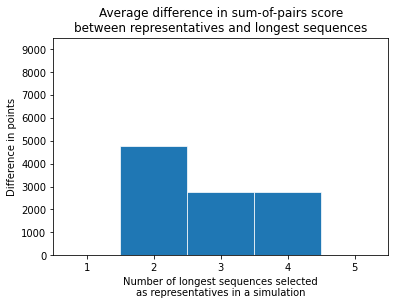 Average difference in sum-of-pairs score
between representatives and longest sequences
9000
8000
7000
6000
5000
4000
3000
2000
1000
0
Difference in points
1 2 3 4 5
Number of longest sequences selected
as representatives in a simulation